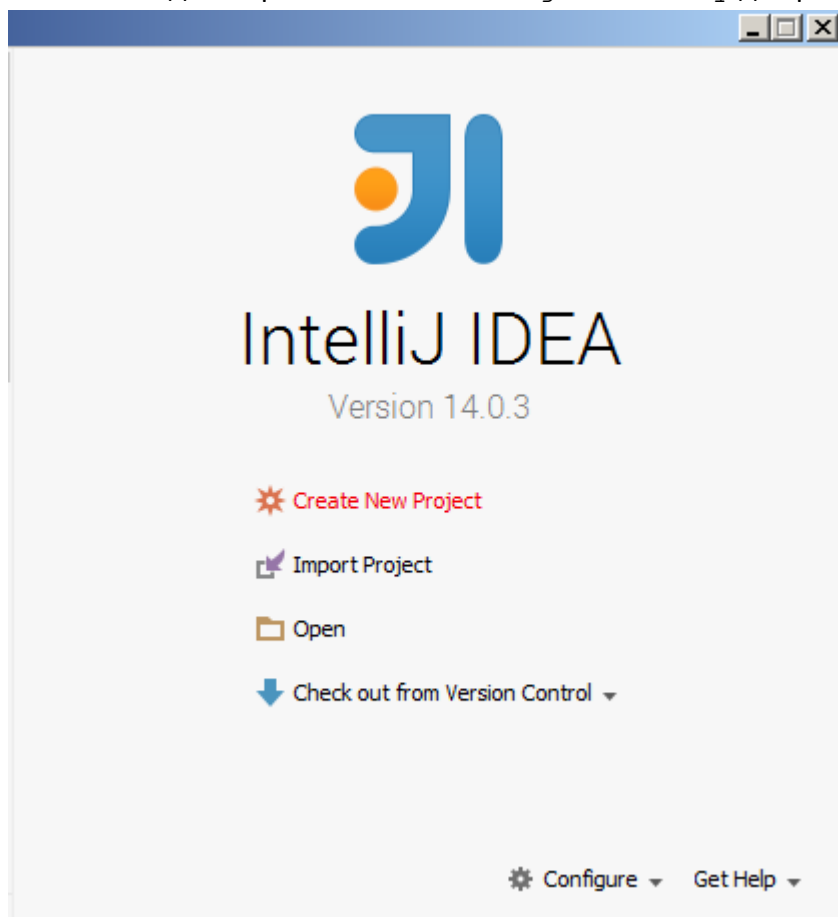 IntelliJ IDEA
Version 14.0.3
Create New Project
Import Project
Open
Check out from Version Control
Configure
Get Help